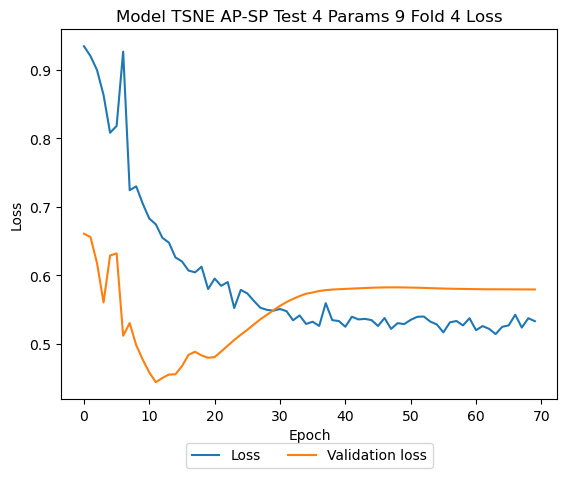 Model TSNE AP-SP Test 4 Params 9 Fold 4 Loss
0.9
0.8
0.7
0.6
0.5
Loss
0 10 20 30 40 50 60 70
Epoch
Loss Validation loss